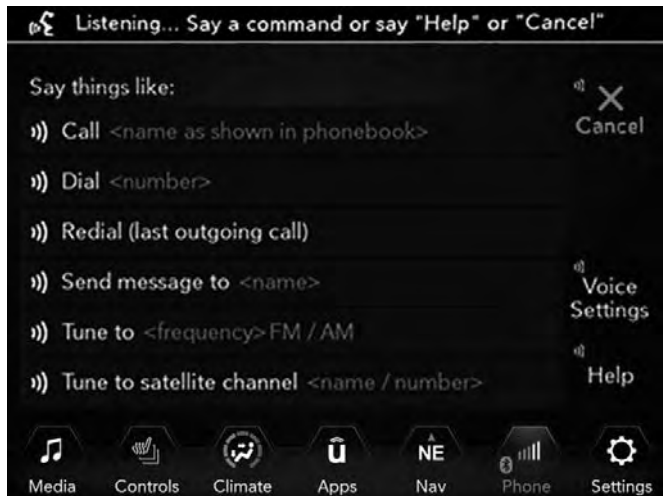 Listening... Say a command or say "Help" or "Cancel"
Say things like:
Cancel
Call <name as shown in phonebook>
Dial <number>
Redial (last outgoing call)
Send message to <name>
Voice
Settings
Tune to <frequency> FM / AM
Help
Tune to satellite channel <name / number>
û
NE
Media Controls Climate Apps Nav Phone Settings